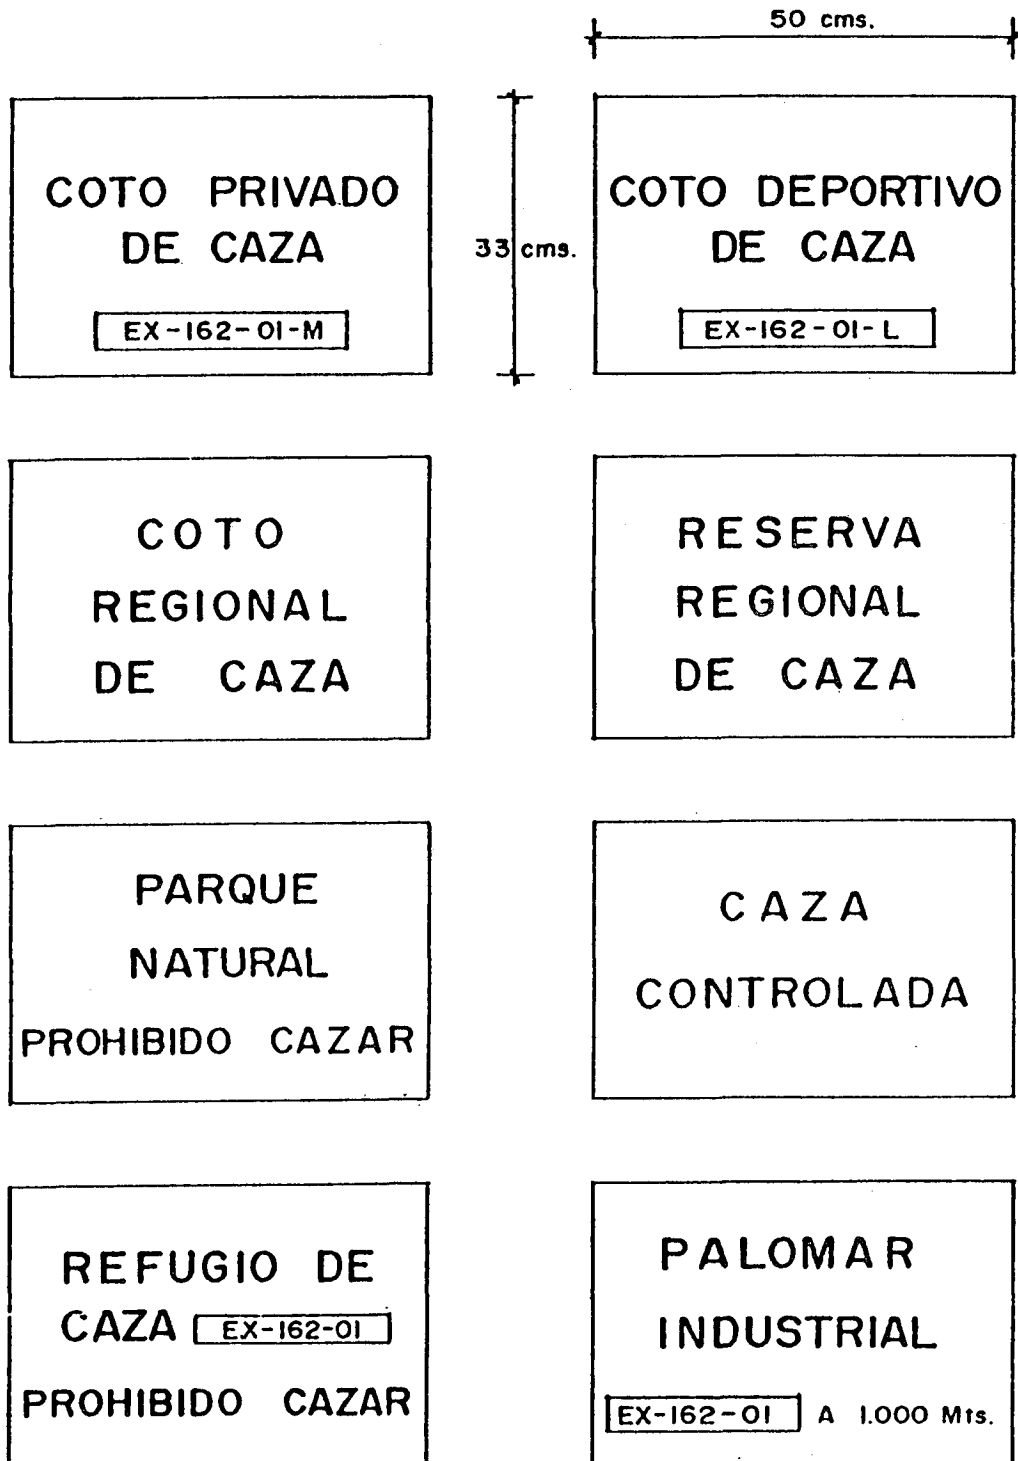 50 cms.
COTO PRIVADO
DE CAZA
EX-162-01-M
33 cms.
COTO DEPORTIVO
DE CAZA
EX-162-01-L
COTO
REGIONAL
DE CAZA
RESERVA
REGIONAL
DE CAZA
PARQUE
NATURAL
PROHIBIDO CAZAR
CAZA
CONTROLADA
REFUGIO DE
CAZA EX-162-01
PROHIBIDO CAZAR
PALOMAR
INDUSTRIAL
EX-162-01 A 1.000 Mts.